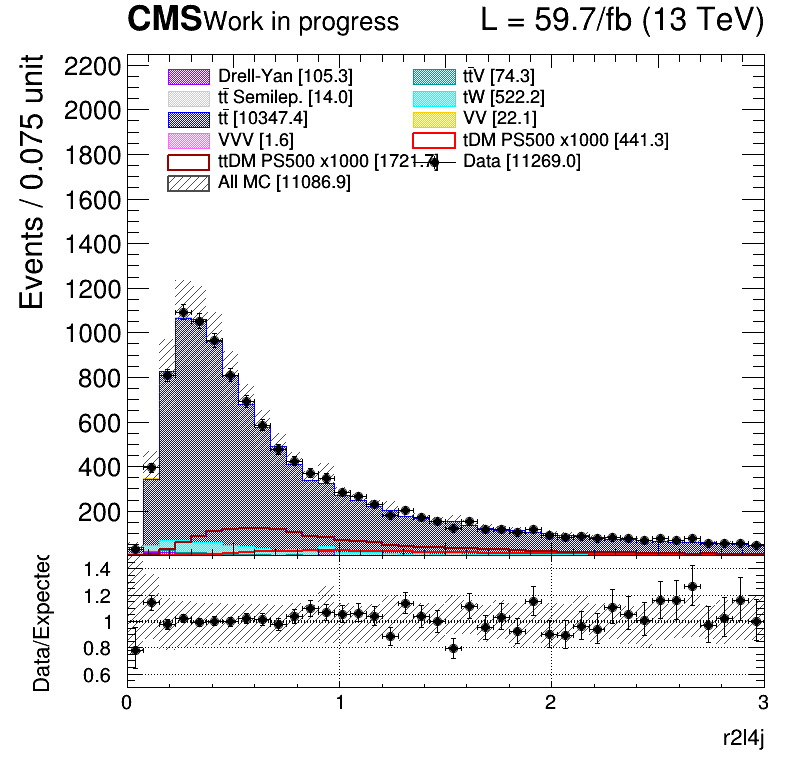 CMS Work in progress L = 59.7/fb (13 TeV)
Events / 0.075 unit
2200
2000
1800
1600
1400
1200
1000
800
600
400
200
Drell-Yan [105.3]
tt̄V [74.3]
tt̄ Semilep. [14.0]
tW [522.2]
tt̄ [10347.4]
VV [22.1]
VVV [1.6]
tDM PS500 x1000 [441.3]
ttDM PS500 x1000 [1721.7]
Data [11269.0]
All MC [11086.9]
Data/Expected
1.4
1.2
1
0.8
0.6
0 1 2 3
r2l4j